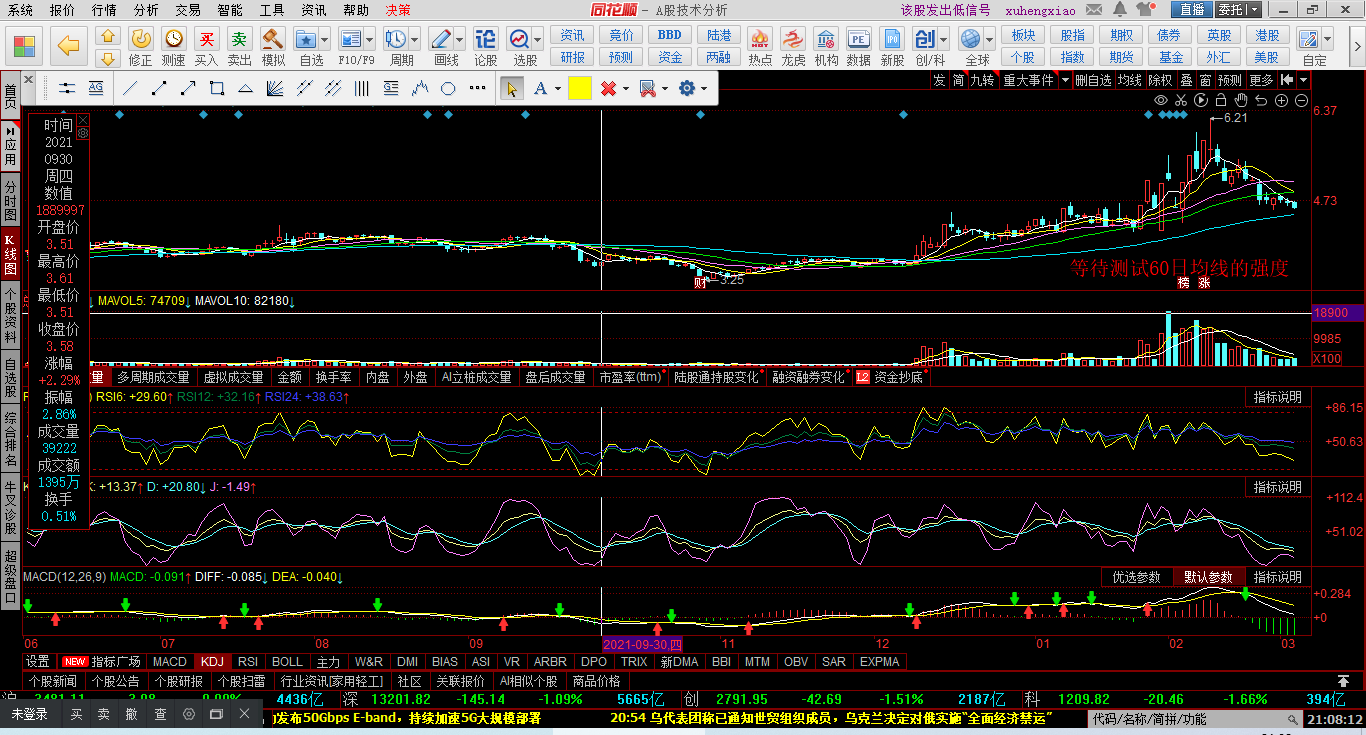 系统 报价 行情 分析 交易 智能 工具 资讯 帮助 决策 同花顺 - A股技术分析 该股发出低信号 xuhengxiao 直播 委托
资讯 竞价 BBD 陆港 板块 股指 期权 债券 英股 港股
修正 测速 买入 卖出 模拟 自选 F10/F9 周期 画线 论股 选股 研报 预测 资金 两融 热点 龙虎 机构 数据 新股 创/科 全球 个股 指数 期货 基金 外汇 美股 自定
首页
应用
分时图
K线图
个股资料
自选股
综合排名
牛叉诊股
超级盘口
发 简 九转 重大事件 删自选 均线 除权 叠 窗 预测 更多
时间
2021
0930
周四
数值
1889997
开盘价
3.51
最高价
3.61
最低价
3.51
收盘价
3.58
涨幅
+2.29%
振幅
2.86%
成交量
39222
成交额
1395万
换手
0.51%
6.37
6.21
4.73
等待测试60日均线的强度
财 3.25 榜 涨
MAVOL5: 74709↓ MAVOL10: 82180↓
18900
9985
X100
量 多周期成交量 虚拟成交量 金额 换手率 内盘 外盘 AI立桩成交量 盘后成交量 市盈率(ttm) 陆股通持股变化 融资融券变化 L2 资金抄底
) RSI6: +29.60↑ RSI12: +32.16↑ RSI24: +38.63↑ 指标说明
+86.15
+50.63
K: +13.37↑ D: +20.80↓ J: -1.49↑ 指标说明
+112.4
+51.02
MACD(12,26,9) MACD: -0.091↑ DIFF: -0.085↓ DEA: -0.040↓ 优选参数 默认参数 指标说明
+0.284
+0
06 07 08 09 2021-09-30,四 11 12 01 02 03
设置 NEW 指标广场 MACD KDJ RSI BOLL 主力 W&R DMI BIAS ASI VR ARBR DPO TRIX 新DMA BBI MTM OBV SAR EXPMA
个股新闻 个股公告 个股研报 个股扫雷 行业资讯[家用轻工] 社区 关联报价 AI相似个股 商品价格
沪 3481.11 4436亿 深 13201.82 -145.14 -1.09% 5665亿 创 2791.95 -42.69 -1.51% 2187亿 科 1209.82 -20.46 -1.66% 394亿
未登录 买 卖 撤 查 发布50Gbps E-band，持续加速5G大规模部署 20:54 乌代表团称已通知世贸组织成员，乌克兰决定对俄实施“全面经济禁运” 代码/名称/简拼/功能 21:08:12